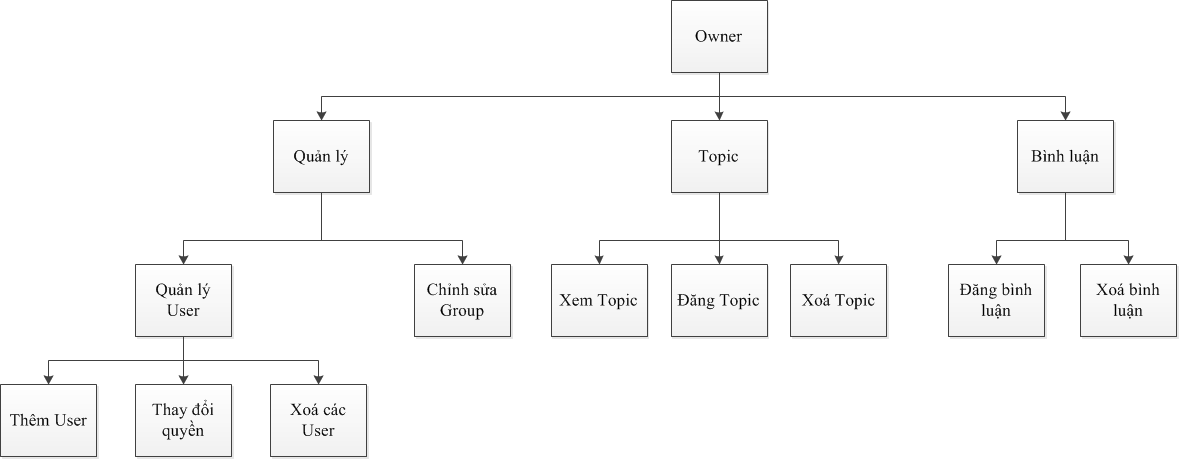 Owner
Quản lý
Topic
Bình luận
Quản lý
User
Chỉnh sửa
Group
Xem Topic
Đăng Topic
Xoá Topic
Đăng bình
luận
Xoá bình
luận
Thêm User
Thay đổi
quyền
Xoá các
User